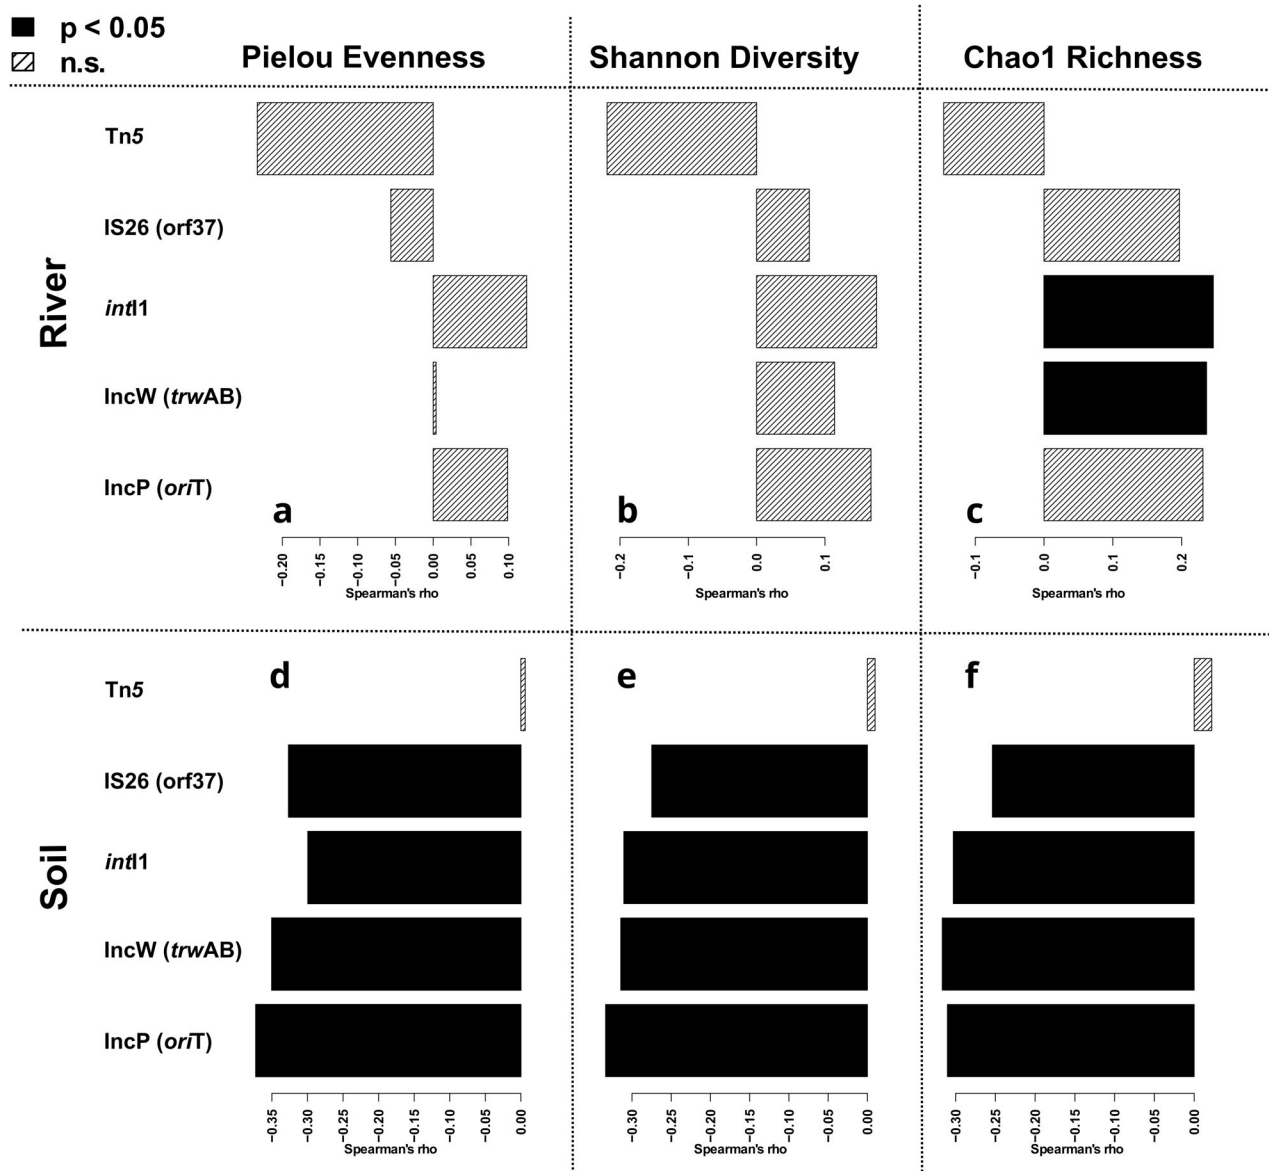 p < 0.05
n.s.
Pielou Evenness
Shannon Diversity
Chao1 Richness
River
Tn5
IS26 (orf37)
intI1
IncW (trwAB)
IncP (oriT)
a
b
c
−0.20 −0.15 −0.10 −0.05 0.00 0.05 0.10
Spearman's rho
−0.2 −0.1 0.0 0.1
Spearman's rho
−0.1 0.0 0.1 0.2
Spearman's rho
Soil
Tn5
IS26 (orf37)
intI1
IncW (trwAB)
IncP (oriT)
d
e
f
−0.35 −0.30 −0.25 −0.20 −0.15 −0.10 −0.05 0.00
Spearman's rho
−0.30 −0.25 −0.20 −0.15 −0.10 −0.05 0.00
Spearman's rho
−0.30 −0.25 −0.20 −0.15 −0.10 −0.05 0.00
Spearman's rho